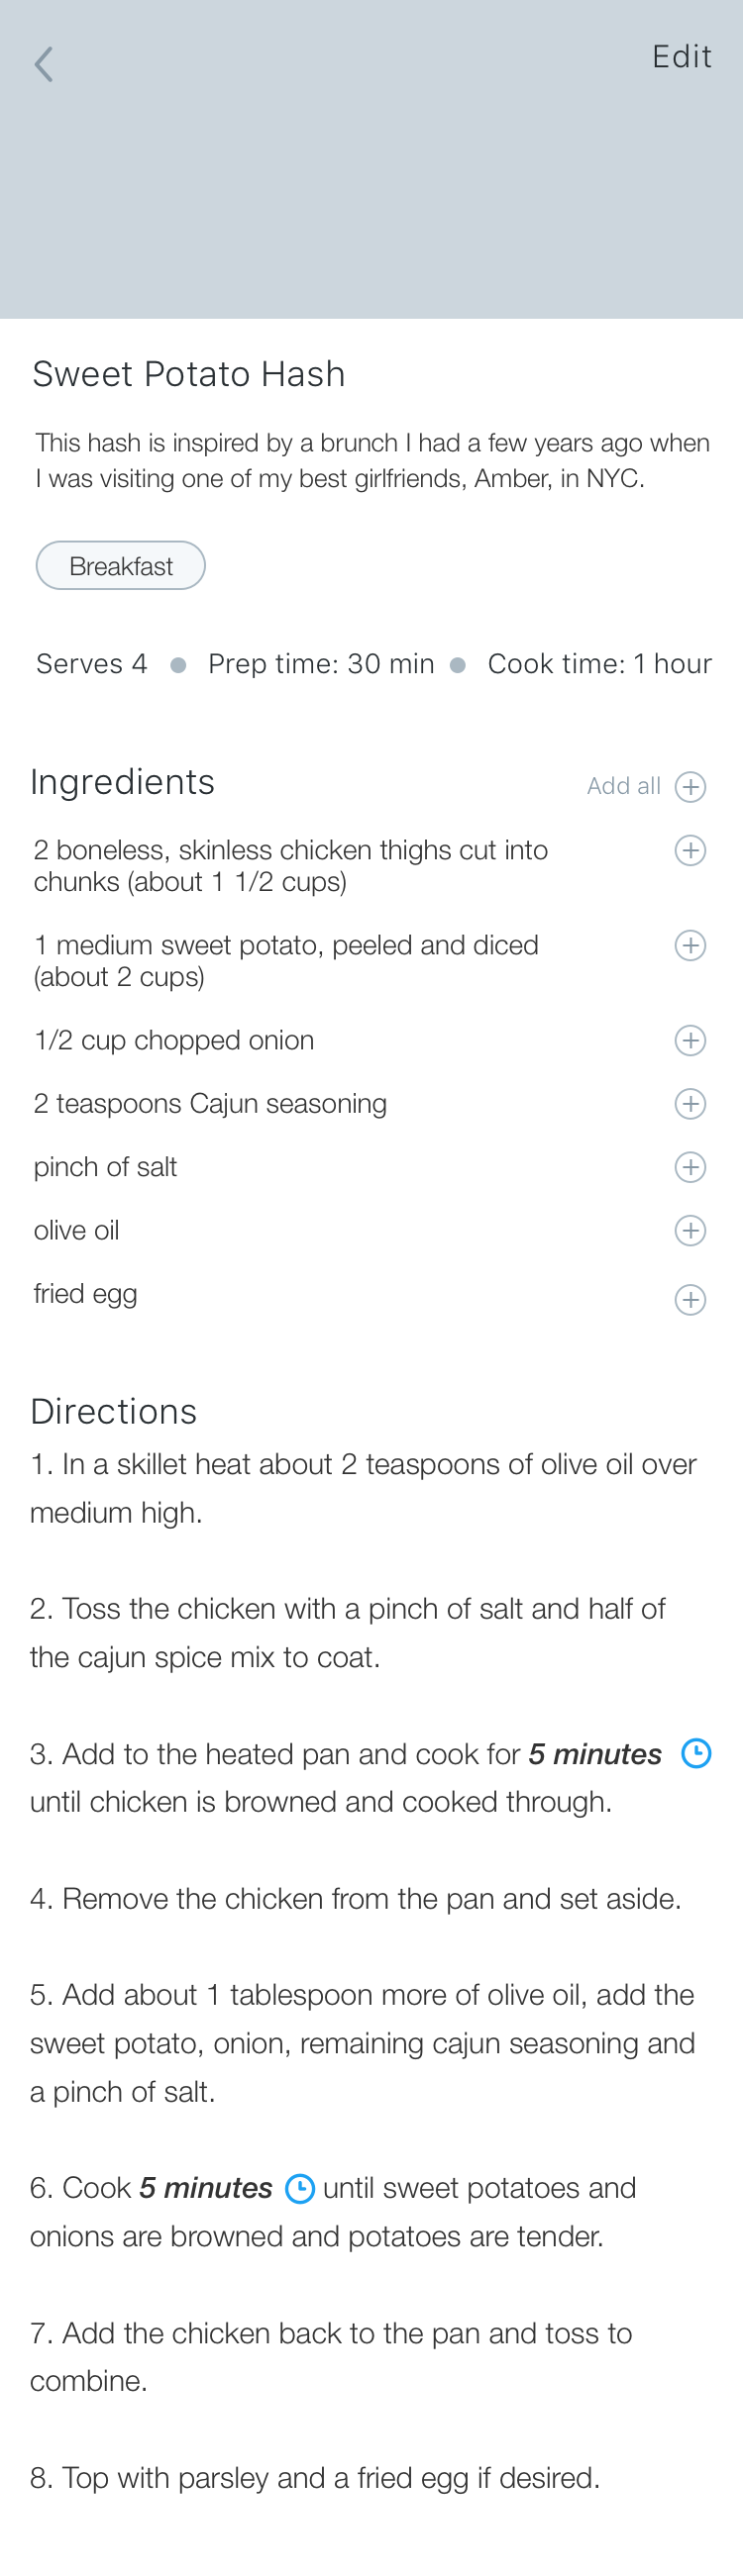 Edit
Sweet Potato Hash
This hash is inspired by a brunch I had a few years ago when
I was visiting one of my best girlfriends, Amber, in NYC.
Breakfast
Serves 4 ● Prep time: 30 min ● Cook time: 1 hour
Ingredients
Add all
2 boneless, skinless chicken thighs cut into
chunks (about 1 1/2 cups)
1 medium sweet potato, peeled and diced
(about 2 cups)
1/2 cup chopped onion
2 teaspoons Cajun seasoning
pinch of salt
olive oil
fried egg
Directions
1. In a skillet heat about 2 teaspoons of olive oil over
medium high.
2. Toss the chicken with a pinch of salt and half of
the cajun spice mix to coat.
3. Add to the heated pan and cook for 5 minutes
until chicken is browned and cooked through.
4. Remove the chicken from the pan and set aside.
5. Add about 1 tablespoon more of olive oil, add the
sweet potato, onion, remaining cajun seasoning and
a pinch of salt.
6. Cook 5 minutes until sweet potatoes and
onions are browned and potatoes are tender.
7. Add the chicken back to the pan and toss to
combine.
8. Top with parsley and a fried egg if desired.